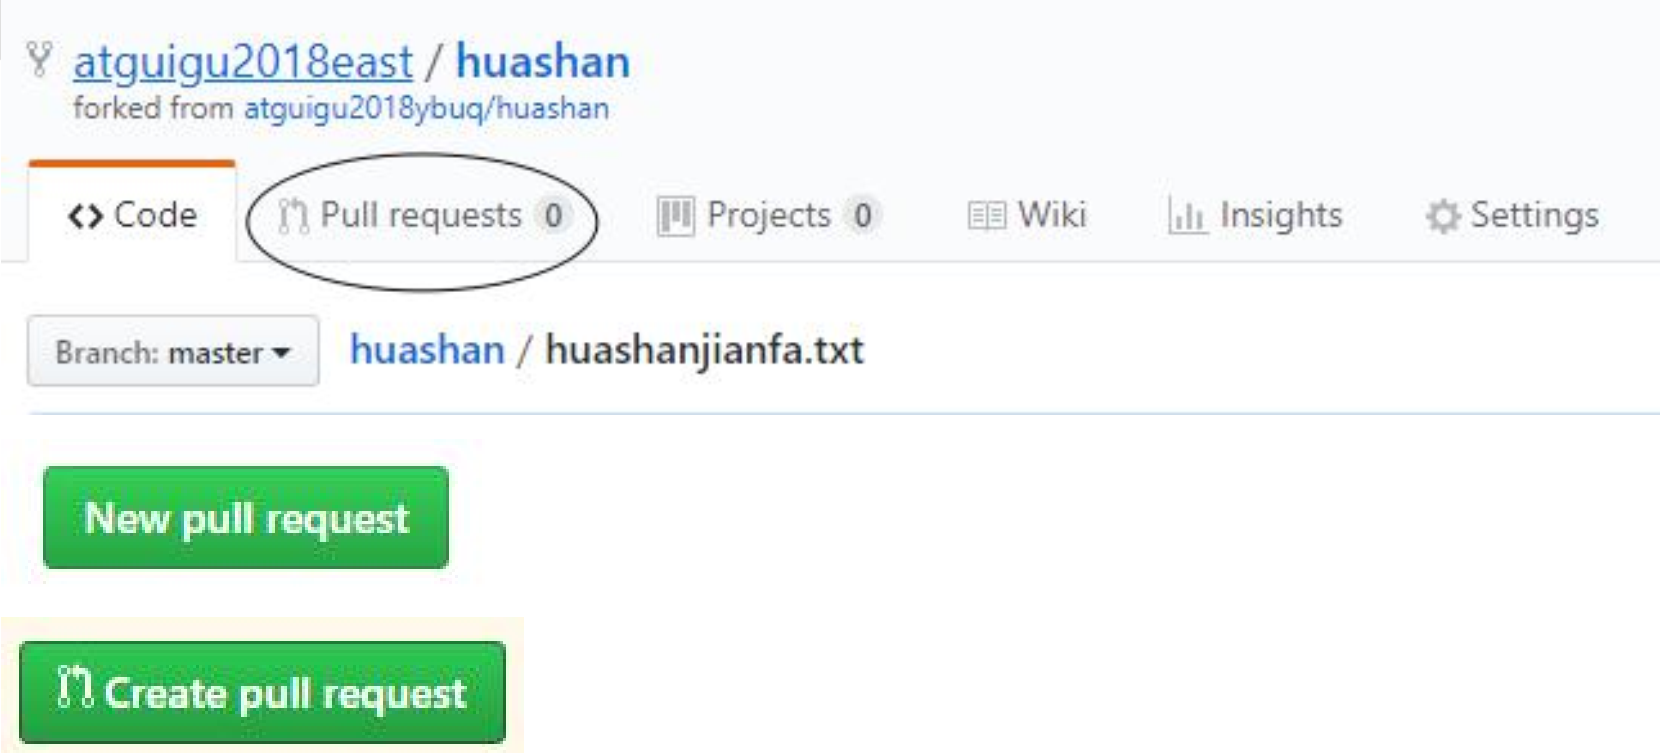 atguigu2018east / huashan
forked from atguigu2018ybuq/huashan
<> Code Pull requests 0 Projects 0 Wiki Insights Settings
Branch: master huashan / huashanjianfa.txt
New pull request
Create pull request